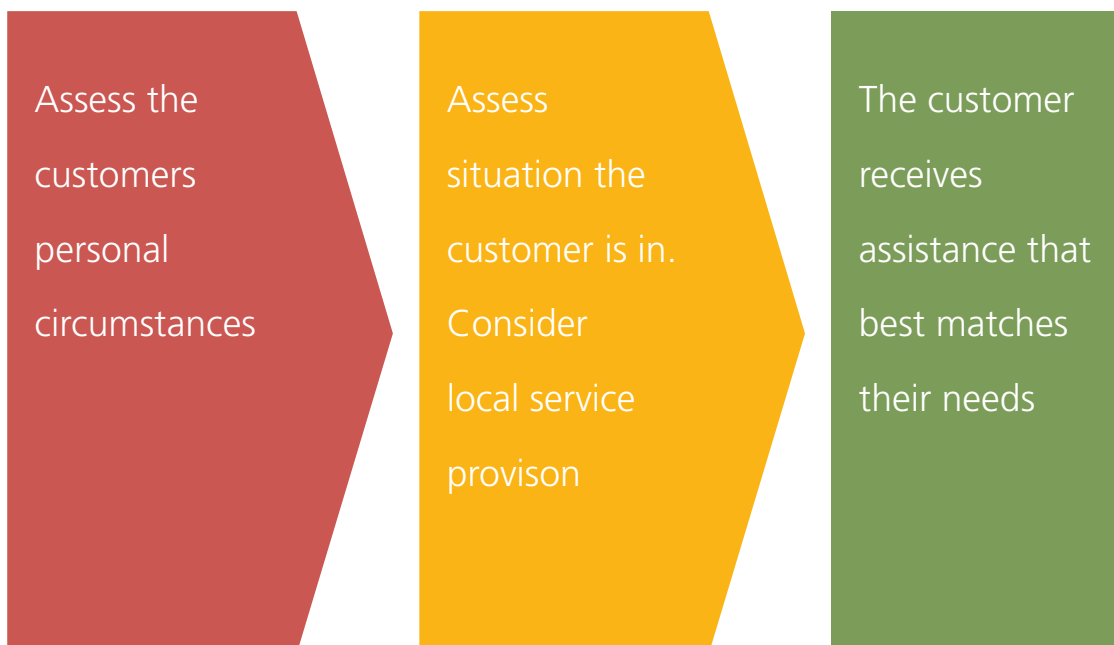 Assess the
customers
personal
circumstances
Assess
situation the
customer is in.
Consider
local service
provison
The customer
receives
assistance that
best matches
their needs